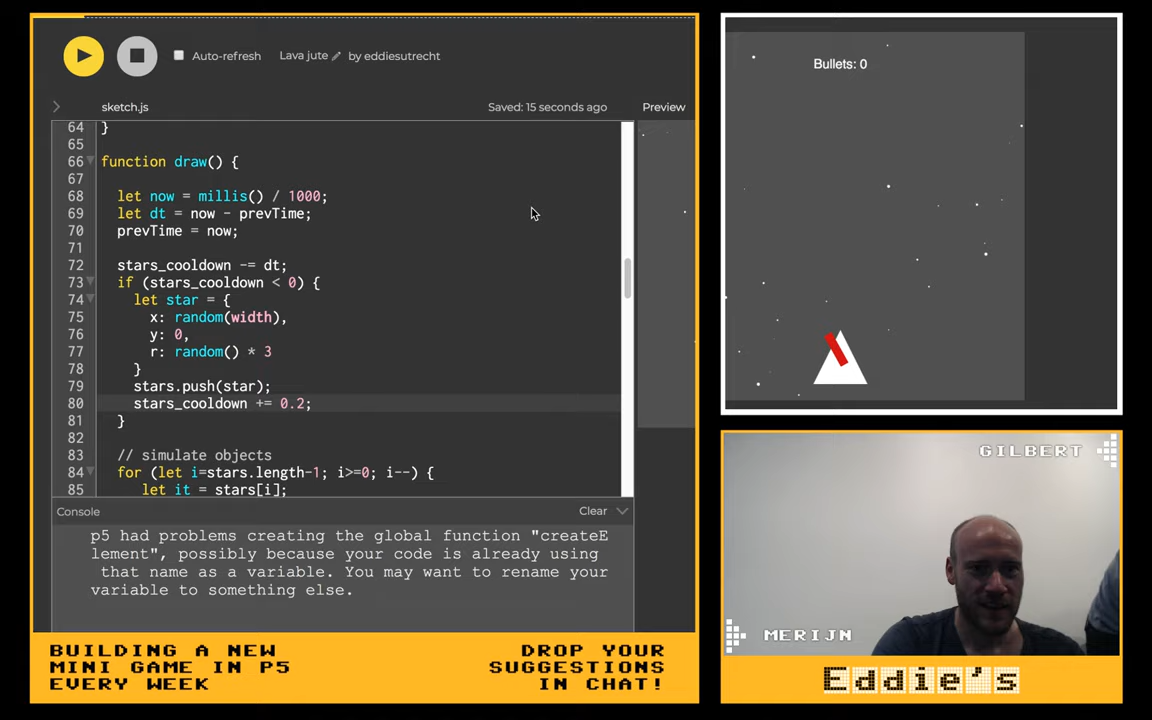 Auto-refresh
Lava jute
by eddiesutrecht
sketch.js
Saved: 15 seconds ago
Preview
64 }
65
66 function draw() {
67
68 let now = millis() / 1000;
69 let dt = now - prevTime;
70 prevTime = now;
71
72 stars_cooldown -= dt;
73 if (stars_cooldown < 0) {
74 let star = {
75 x: random(width),
76 y: 0,
77 r: random() * 3
78 }
79 stars.push(star);
80 stars_cooldown += 0.2;
81 }
82
83 // simulate objects
84 for (let i=stars.length-1; i>=0; i--) {
85 let it = stars[i];
Console
Clear
p5 had problems creating the global function "createE
lement", possibly because your code is already using
that name as a variable. You may want to rename your
variable to something else.
BUILDING A NEW
MINI GAME IN P5
EVERY WEEK
DROP YOUR
SUGGESTIONS
IN CHAT!
Bullets: 0
GILBERT
MERIJN
Eddie's